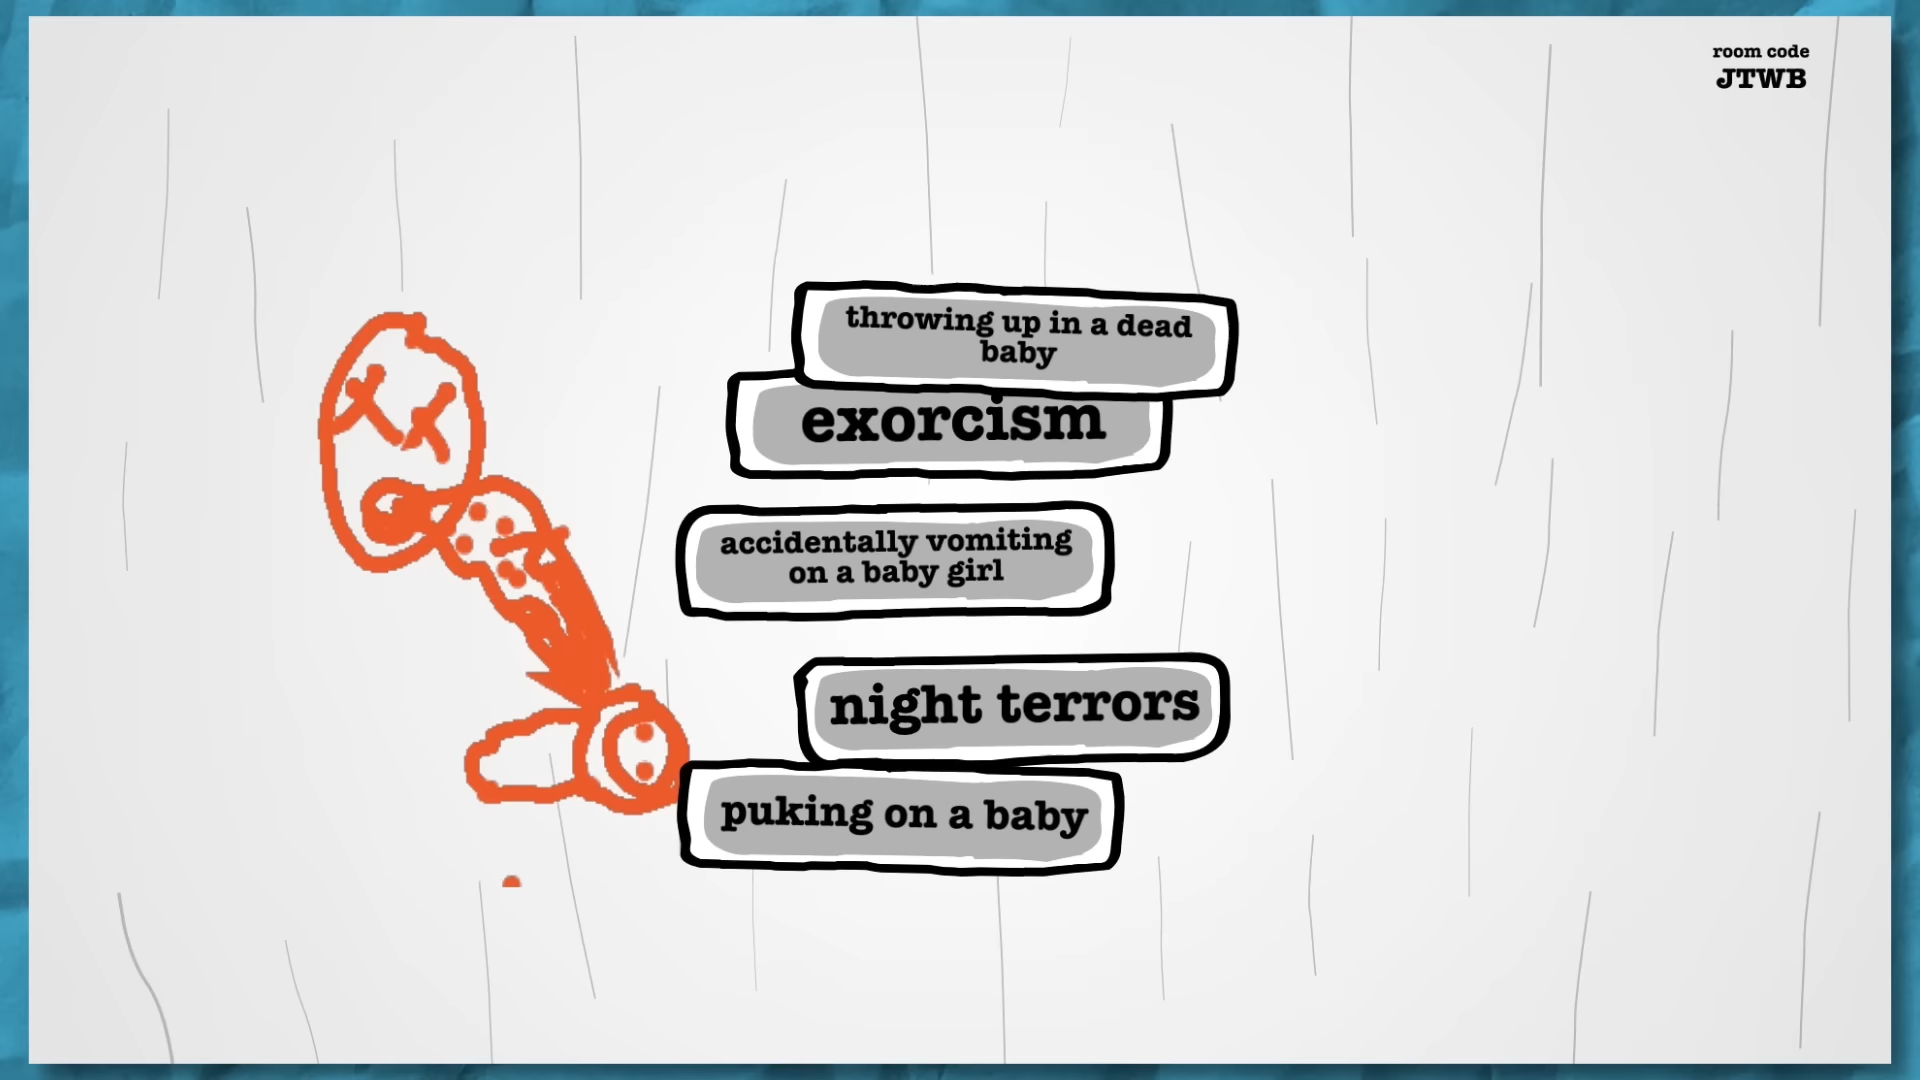 room code
JTWB
throwing up in a dead
baby
exorcism
accidentally vomiting
on a baby girl
night terrors
puking on a baby